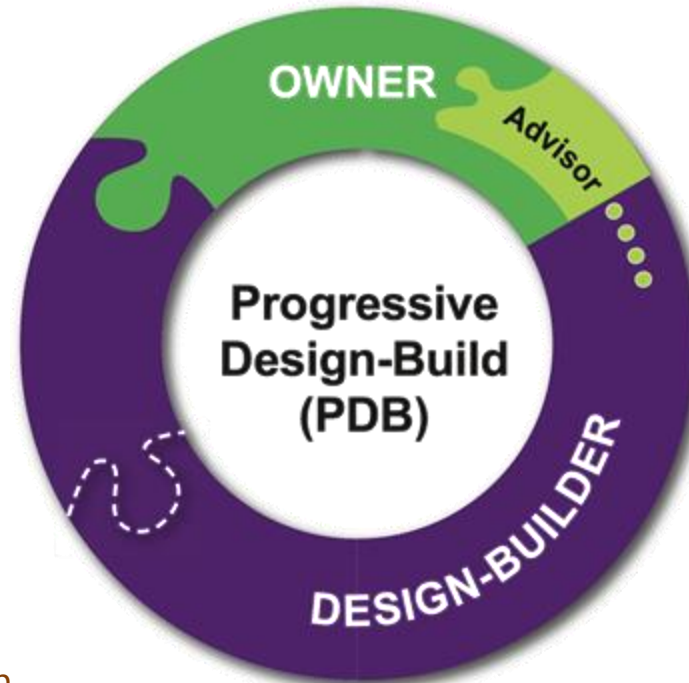 OWNER
Advisor
Progressive
Design-Build
(PDB)
DESIGN-BUILDER